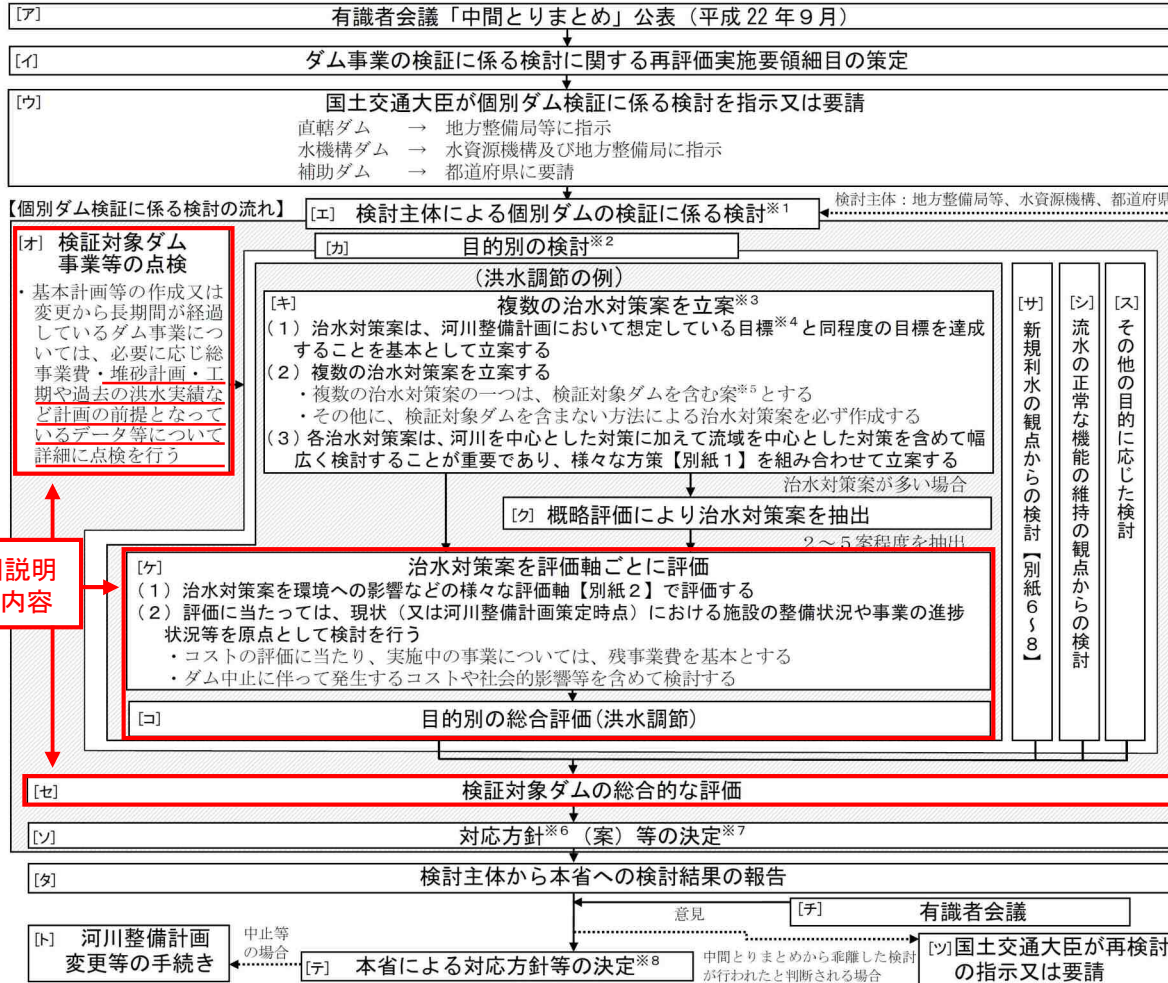 [ア] 有識者会議「中間とりまとめ」公表（平成 22 年９月）
[イ] ダム事業の検証に係る検討に関する再評価実施要領細目の策定
[ウ] 国土交通大臣が個別ダム検証に係る検討を指示又は要請
直轄ダム → 地方整備局等に指示
水機構ダム → 水資源機構及び地方整備局に指示
補助ダム → 都道府県に要請
【個別ダム検証に係る検討の流れ】
[エ] 検討主体による個別ダムの検証に係る検討※１
検討主体：地方整備局等、水資源機構、都道府県
[オ] 検証対象ダム
事業等の点検
・基本計画等の作成又は
変更から長期間が経過
しているダム事業につ
いては、必要に応じ総
事業費・堆砂計画・工
期や過去の洪水実績な
ど計画の前提となって
いるデータ等について
詳細に点検を行う
[カ] 目的別の検討※２
（洪水調節の例）
[キ] 複数の治水対策案を立案※３
（１）治水対策案は、河川整備計画において想定している目標※４と同程度の目標を達成
することを基本として立案する
（２）複数の治水対策案を立案する
・複数の治水対策案の一つは、検証対象ダムを含む案※５とする
・その他に、検証対象ダムを含まない方法による治水対策案を必ず作成する
（３）各治水対策案は、河川を中心とした対策に加えて流域を中心とした対策を含めて幅
広く検討することが重要であり、様々な方策【別紙１】を組み合わせて立案する
治水対策案が多い場合
[ク] 概略評価により治水対策案を抽出
２～５案程度を抽出
[ケ] 治水対策案を評価軸ごとに評価
（１）治水対策案を環境への影響などの様々な評価軸【別紙２】で評価する
（２）評価に当たっては、現状（又は河川整備計画策定時点）における施設の整備状況や事業の進捗
状況等を原点として検討を行う
・コストの評価に当たり、実施中の事業については、残事業費を基本とする
・ダム中止に伴って発生するコストや社会的影響等を含めて検討する
[コ] 目的別の総合評価（洪水調節）
[サ] 新規利水の観点からの検討【別紙６～８】
[シ] 流水の正常な機能の維持の観点からの検討
[ス] その他の目的に応じた検討
説明
内容
[セ] 検証対象ダムの総合的な評価
[ソ] 対応方針※６（案）等の決定※７
[タ] 検討主体から本省への検討結果の報告
意見
[チ] 有識者会議
[ト] 河川整備計画
変更等の手続き
中止等
の場合
[テ] 本省による対応方針等の決定※８
中間とりまとめから乖離した検討
が行われたと判断される場合
[ツ]国土交通大臣が再検討
の指示又は要請